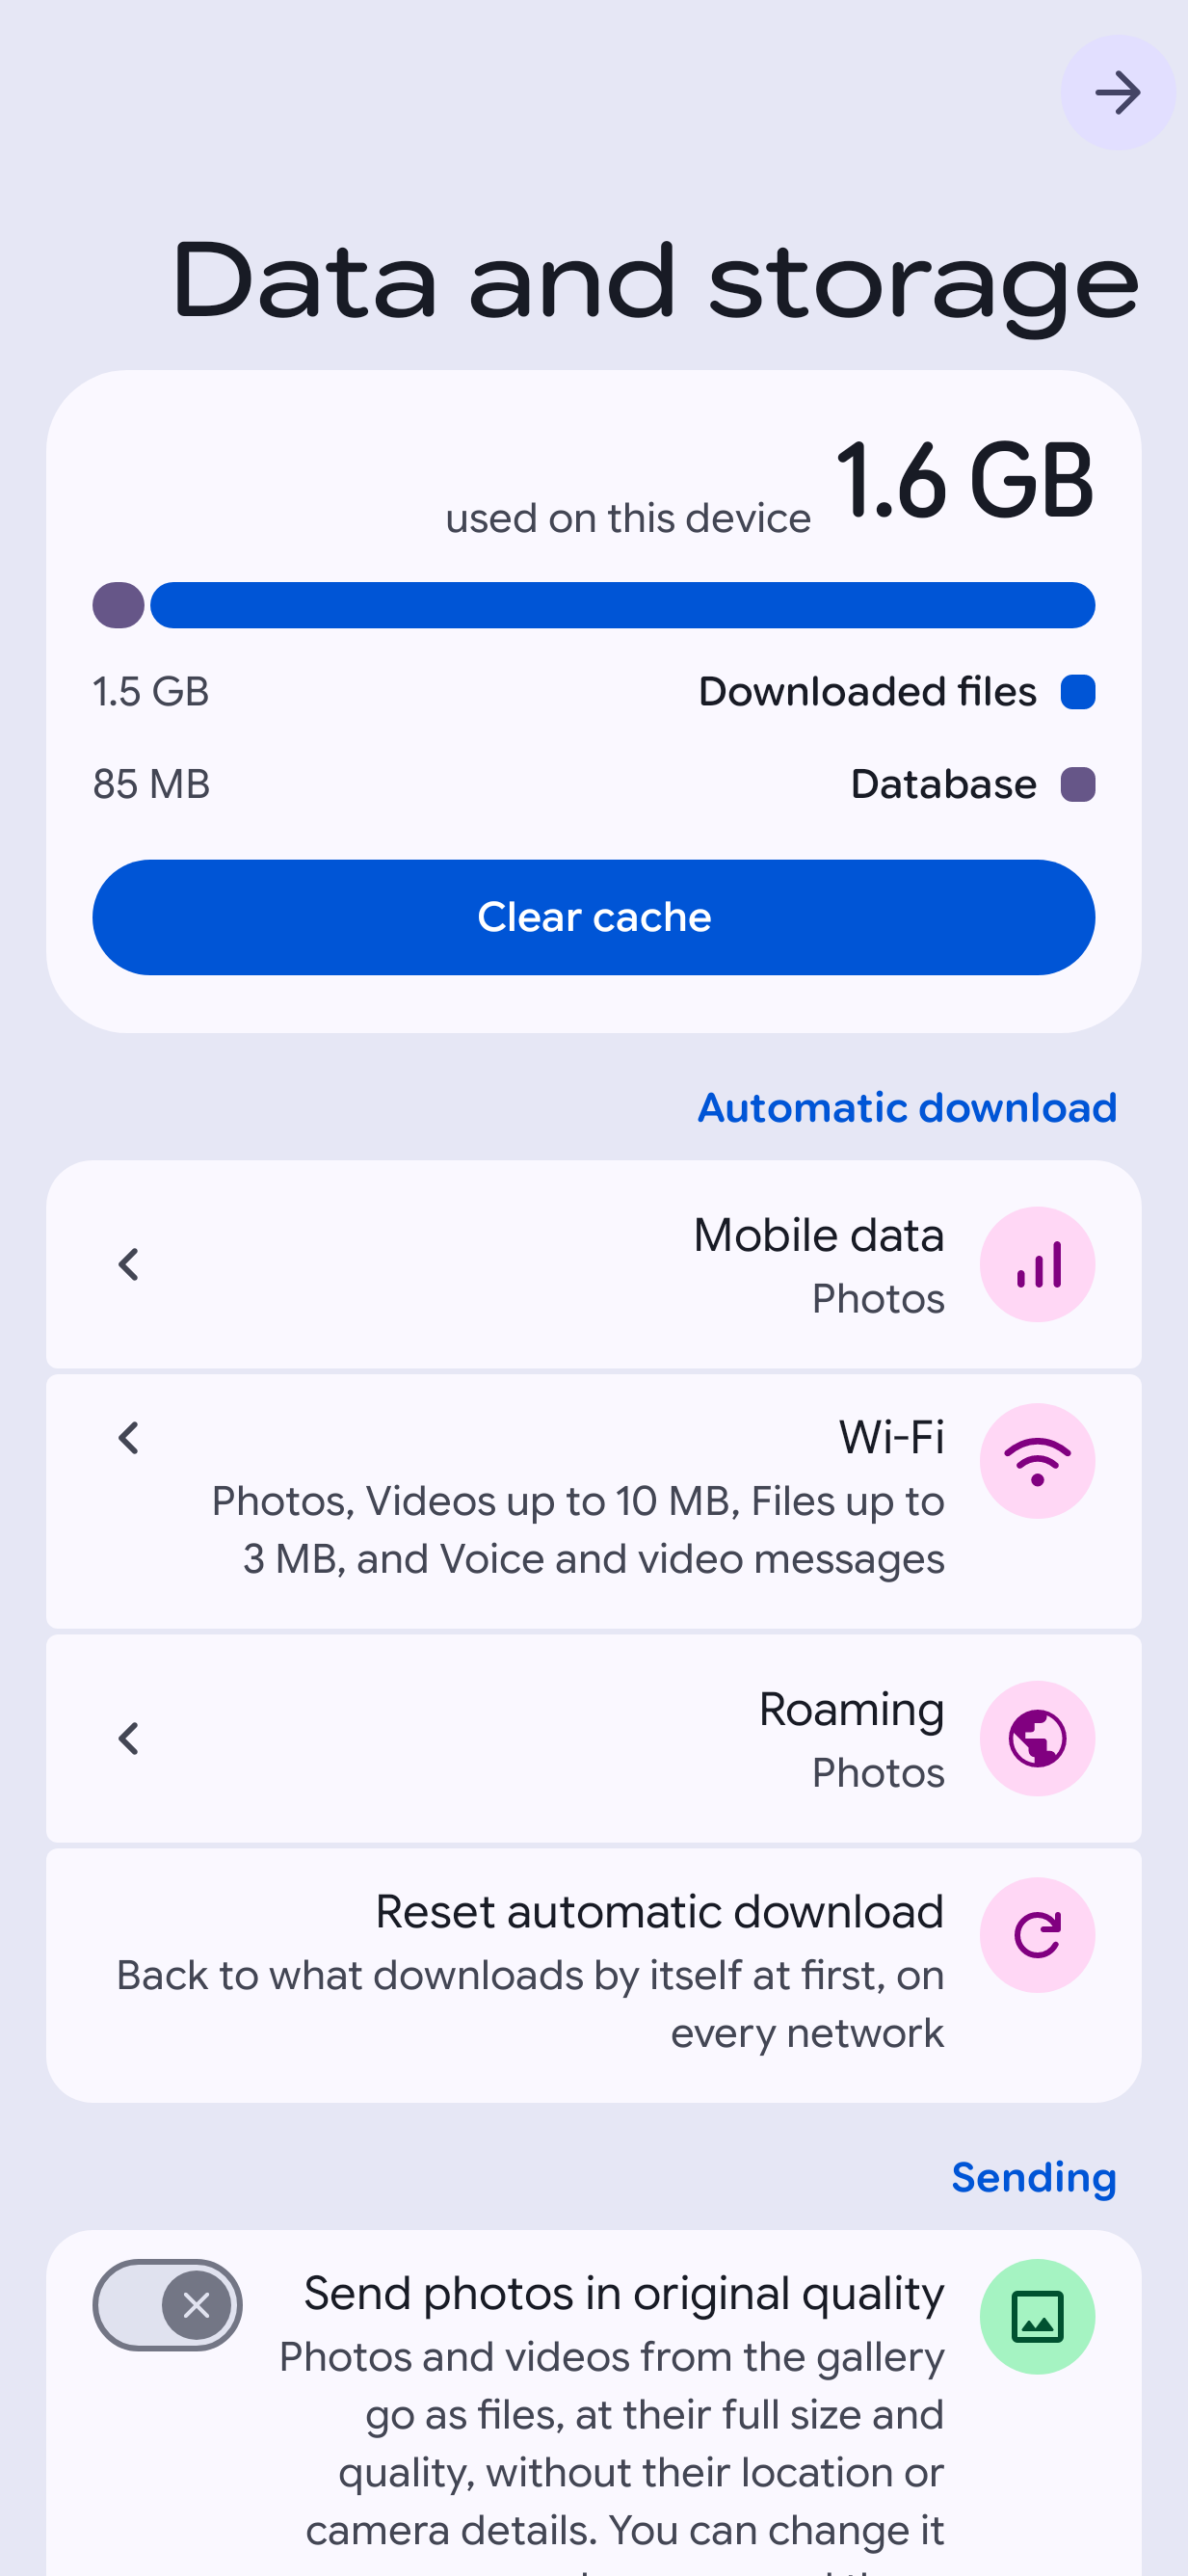 Data and storage
1.6 GB used on this device
Downloaded files 1.5 GB
Database 85 MB
Clear cache
Automatic download
Mobile data
Photos
Wi-Fi
Photos, Videos up to 10 MB, Files up to
3 MB, and Voice and video messages
Roaming
Photos
Reset automatic download
Back to what downloads by itself at first, on
every network
Sending
Send photos in original quality
Photos and videos from the gallery
go as files, at their full size and
quality, without their location or
camera details. You can change it